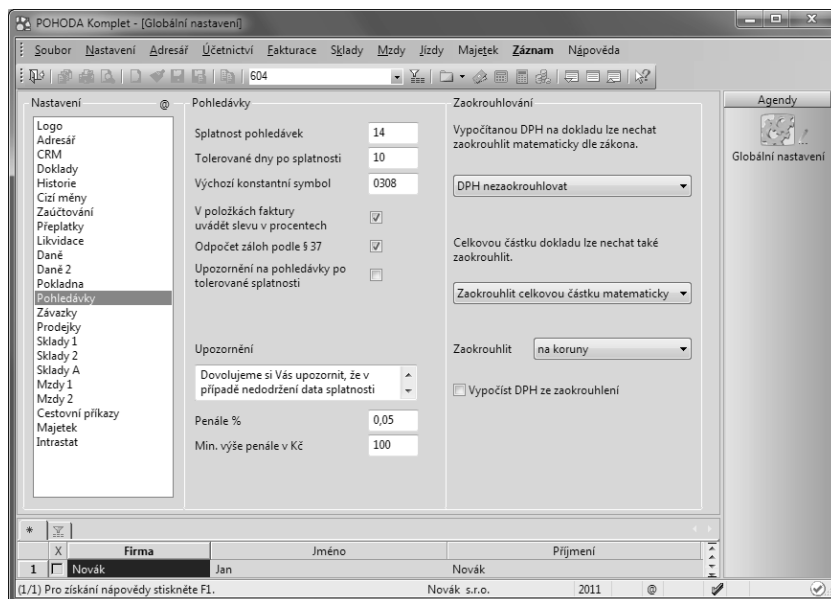 POHODA Komplet - [Globální nastavení]
Soubor Nastavení Adresář Účetnictví Fakturace Sklady Mzdy Jízdy Majetek Záznam Nápověda
604
Nastavení @
Logo
Adresář
CRM
Doklady
Historie
Cizí měny
Zaúčtování
Přeplatky
Likvidace
Daně
Daně 2
Pokladna
Pohledávky
Závazky
Prodejky
Sklady 1
Sklady 2
Sklady A
Mzdy 1
Mzdy 2
Cestovní příkazy
Majetek
Intrastat
Pohledávky
Splatnost pohledávek 14
Tolerované dny po splatnosti 10
Výchozí konstantní symbol 0308
V položkách faktury
uvádět slevu v procentech
Odpočet záloh podle § 37
Upozornění na pohledávky po
tolerované splatnosti
Upozornění
Dovolujeme si Vás upozornit, že v
případě nedodržení data splatnosti
Penále % 0,05
Min. výše penále v Kč 100
Zaokrouhlování
Vypočítanou DPH na dokladu lze nechat
zaokrouhlit matematicky dle zákona.
DPH nezaokrouhlovat
Celkovou částku dokladu lze nechat také
zaokrouhlit.
Zaokrouhlit celkovou částku matematicky
Zaokrouhlit na koruny
Vypočíst DPH ze zaokrouhlení
Agendy
Globální nastavení
*
X Firma Jméno Příjmení
1 Novák Jan Novák
(1/1) Pro získání nápovědy stiskněte F1. Novák s.r.o. 2011 @